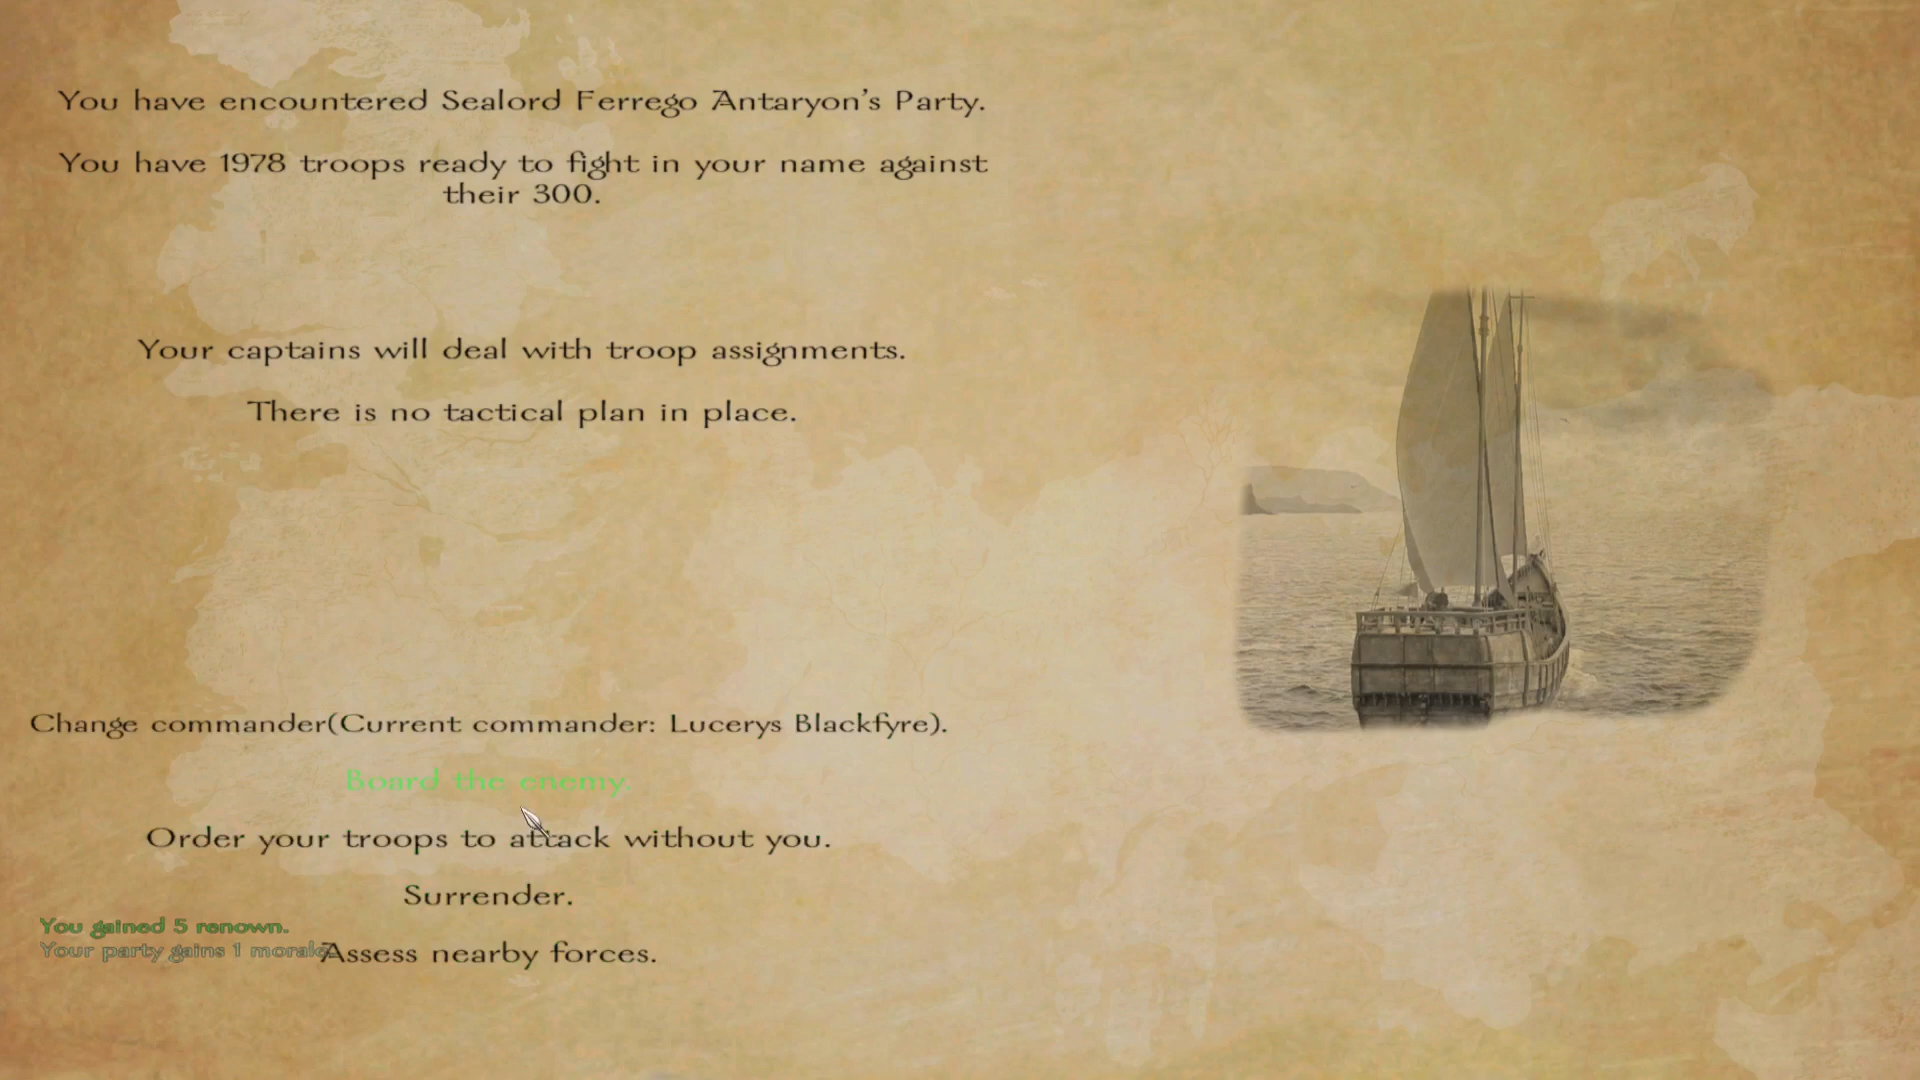 You have encountered Sealord Ferrego Antaryon's Party.
You have 1978 troops ready to fight in your name against
their 300.
Your captains will deal with troop assignments.
There is no tactical plan in place.
Change commander(Current commander: Lucerys Blackfyre).
Board the enemy.
Order your troops to attack without you.
Surrender.
You gained 5 renown.
Your party gains 1 morale.
Assess nearby forces.